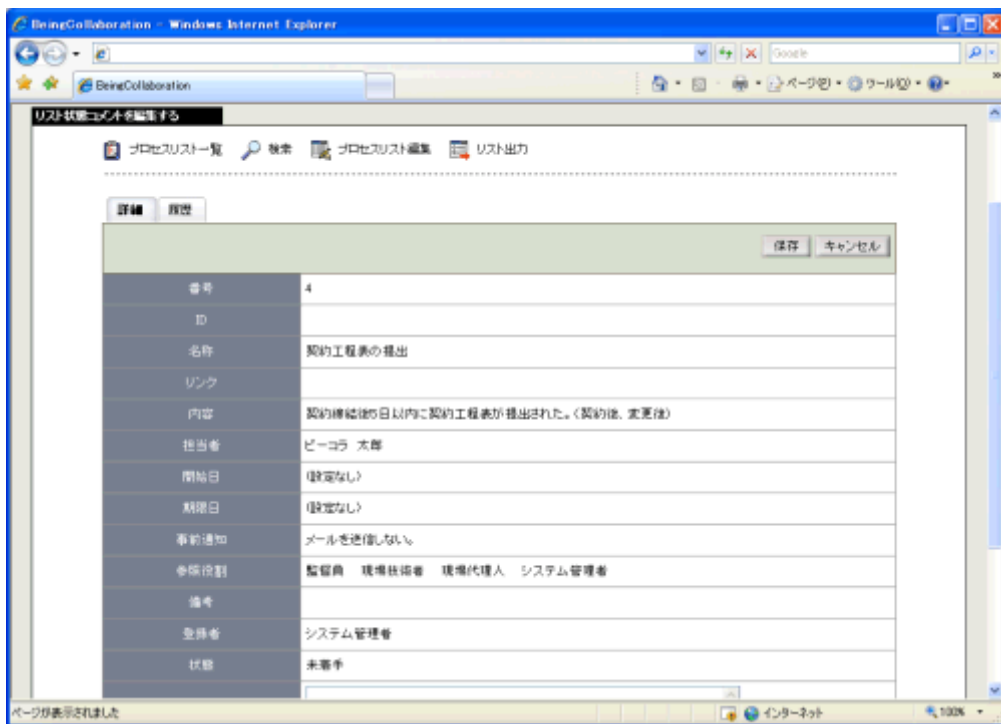 BeingCollaboration - Windows Internet Explorer
Google
BeingCollaboration
ページ(P) ツール(O)
リスト状態コメントを編集する
プロセスリスト一覧 検索 プロセスリスト編集 リスト出力
詳細 履歴
保存 キャンセル
番号 4
ID
名称 契約工程表の提出
リンク
内容 契約締結後5日以内に契約工程表が提出された。(契約後、変更後)
担当者 ビーコラ 太郎
開始日 (設定なし)
期限日 (設定なし)
事前通知 メールを送信しない。
参照役割 監督員 現場技術者 現場代理人 システム管理者
備考
登録者 システム管理者
状態 未着手
ページが表示されました インターネット 100%